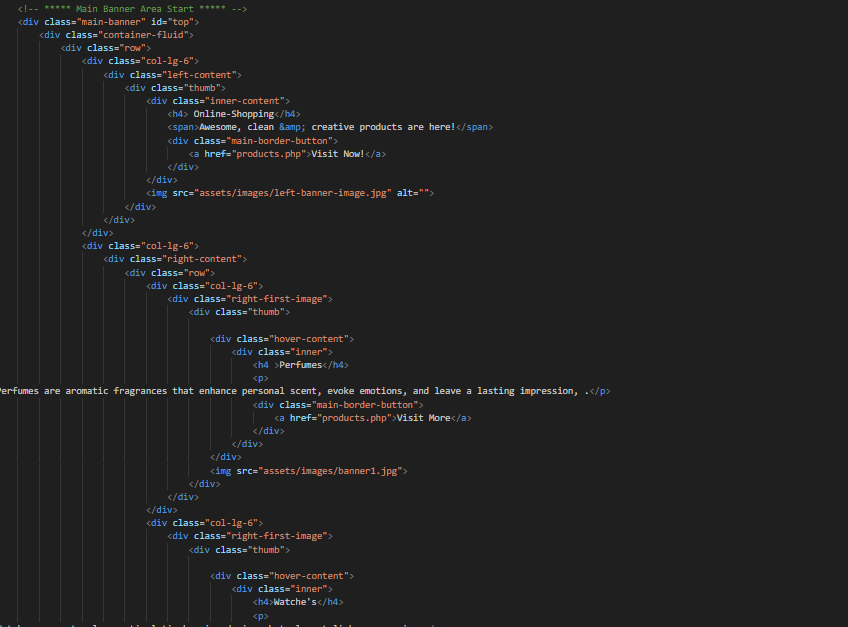 <!-- ***** Main Banner Area Start ***** -->
<div class="main-banner" id="top">
<div class="container-fluid">
<div class="row">
<div class="col-lg-6">
<div class="left-content">
<div class="thumb">
<div class="inner-content">
<h4> Online-Shopping</h4>
<span>Awesome, clean &amp; creative products are here!</span>
<div class="main-border-button">
<a href="products.php">Visit Now!</a>
</div>
</div>
<img src="assets/images/left-banner-image.jpg" alt="">
</div>
</div>
</div>
<div class="col-lg-6">
<div class="right-content">
<div class="row">
<div class="col-lg-6">
<div class="right-first-image">
<div class="thumb">
<div class="hover-content">
<div class="inner">
<h4 >Perfumes</h4>
<p>
Perfumes are aromatic fragrances that enhance personal scent, evoke emotions, and leave a lasting impression, .</p>
<div class="main-border-button">
<a href="products.php">Visit More</a>
</div>
</div>
</div>
<img src="assets/images/banner1.jpg">
</div>
</div>
</div>
<div class="col-lg-6">
<div class="right-first-image">
<div class="thumb">
<div class="hover-content">
<div class="inner">
<h4>Watche's</h4>
<p>